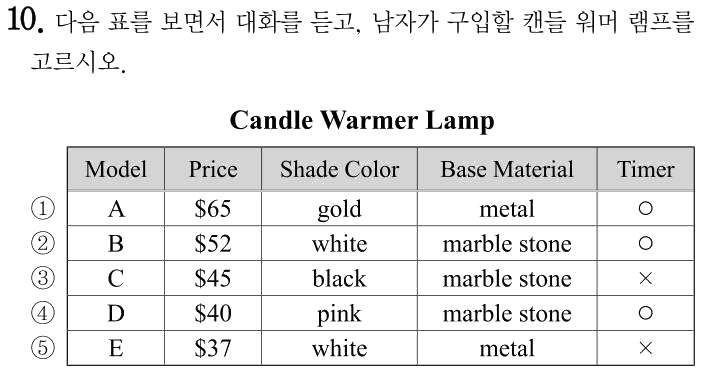 10. 다음 표를 보면서 대화를 듣고, 남자가 구입할 캔들 워머 램프를
고르시오.
Candle Warmer Lamp
Model Price Shade Color Base Material Timer
① A $65 gold metal ○
② B $52 white marble stone ○
③ C $45 black marble stone ×
④ D $40 pink marble stone ○
⑤ E $37 white metal ×